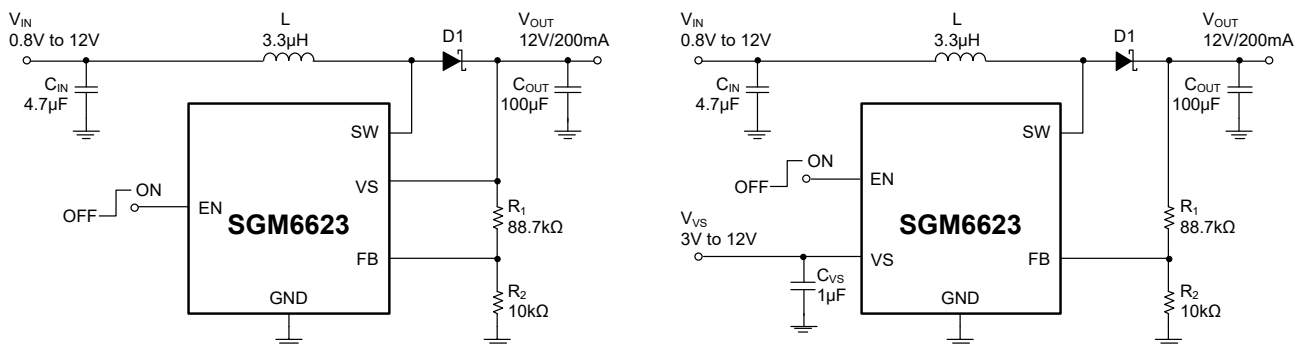 VIN
0.8V to 12V
L
3.3μH
D1
VOUT
12V/200mA
CIN
4.7μF
COUT
100μF
SW
VS
ON
OFF
EN
SGM6623
FB
GND
R1
88.7kΩ
R2
10kΩ
VIN
0.8V to 12V
L
3.3μH
D1
VOUT
12V/200mA
CIN
4.7μF
COUT
100μF
SW
ON
OFF
EN
SGM6623
VVS
3V to 12V
VS
CVS
1μF
FB
GND
R1
88.7kΩ
R2
10kΩ